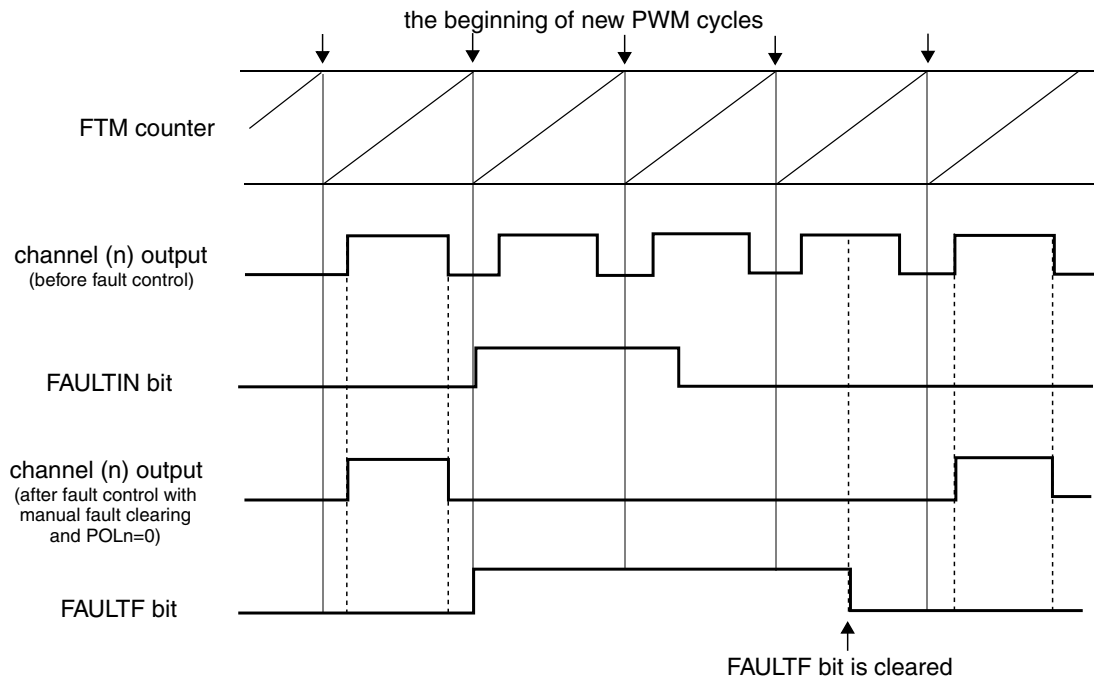 the beginning of new PWM cycles
FTM counter
channel (n) output
(before fault control)
FAULTIN bit
channel (n) output
(after fault control with
manual fault clearing
and POLn=0)
FAULTF bit
FAULTF bit is cleared